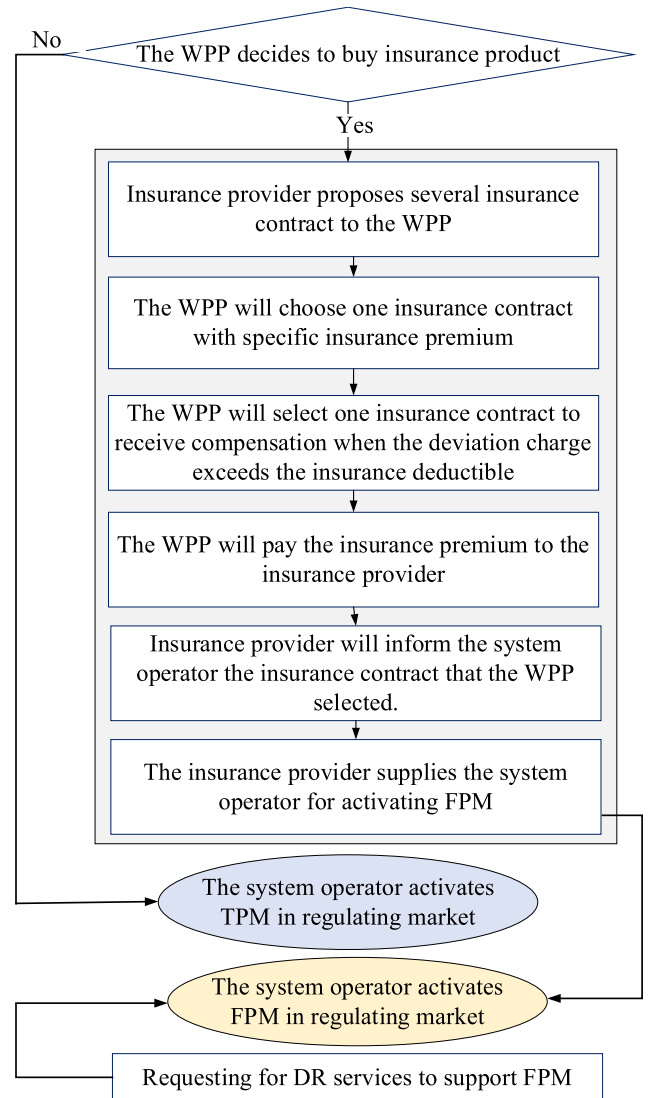 No
The WPP decides to buy insurance product
Yes
Insurance provider proposes several insurance
contract to the WPP
The WPP will choose one insurance contract
with specific insurance premium
The WPP will select one insurance contract to
receive compensation when the deviation charge
exceeds the insurance deductible
The WPP will pay the insurance premium to the
insurance provider
Insurance provider will inform the system
operator the insurance contract that the WPP
selected.
The insurance provider supplies the system
operator for activating FPM
The system operator activates
TPM in regulating market
The system operator activates
FPM in regulating market
Requesting for DR services to support FPM